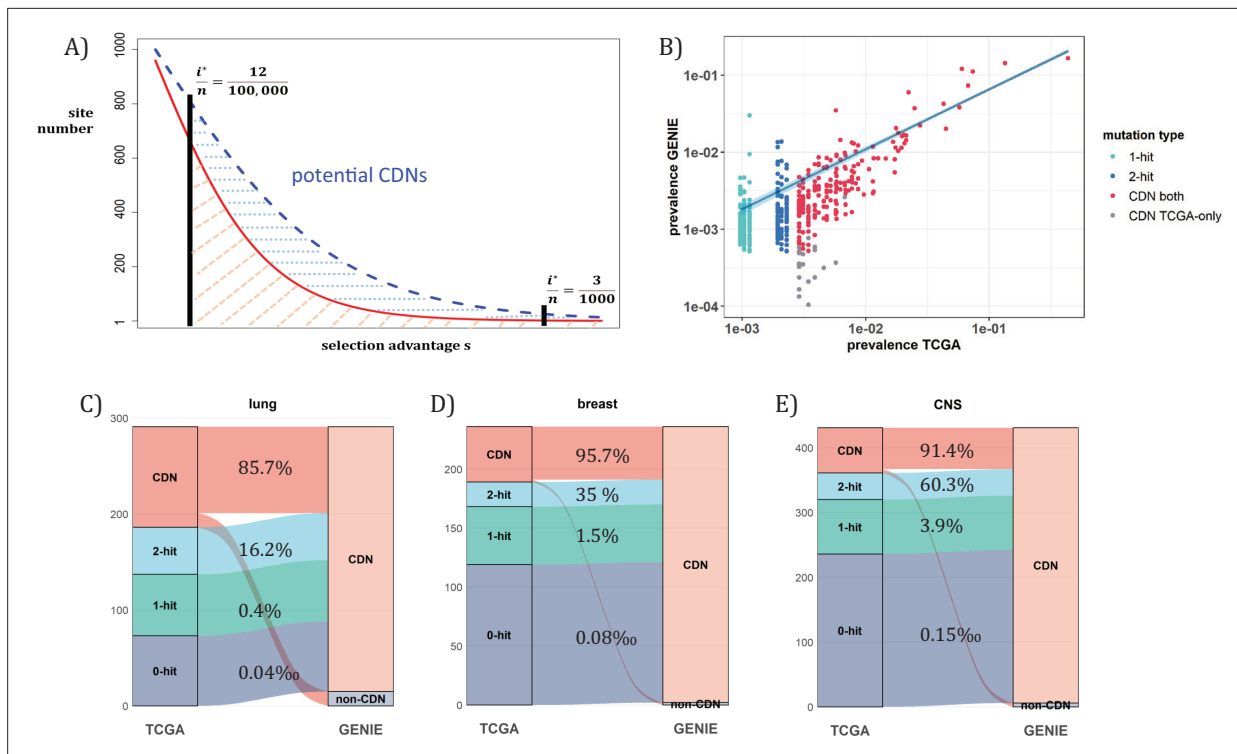 A)
1000
800
600
400
200
1
site
number
i*/n = 12/100,000
potential CDNs
i*/n = 3/1000
selection advantage s
B)
1e-01
1e-02
1e-03
1e-04
prevalence GENIE
1e-03 1e-02 1e-01
prevalence TCGA
mutation type
1-hit
2-hit
CDN both
CDN TCGA-only
C)
lung
300
200
100
0
CDN
2-hit
1-hit
0-hit
85.7%
16.2%
0.4%
0.04‰
CDN
non-CDN
TCGA GENIE
D)
breast
200
150
100
50
0
CDN
2-hit
1-hit
0-hit
95.7%
35 %
1.5%
0.08‰
CDN
non-CDN
TCGA GENIE
E)
CNS
400
300
200
100
0
CDN
2-hit
1-hit
0-hit
91.4%
60.3%
3.9%
0.15‰
CDN
non-CDN
TCGA GENIE